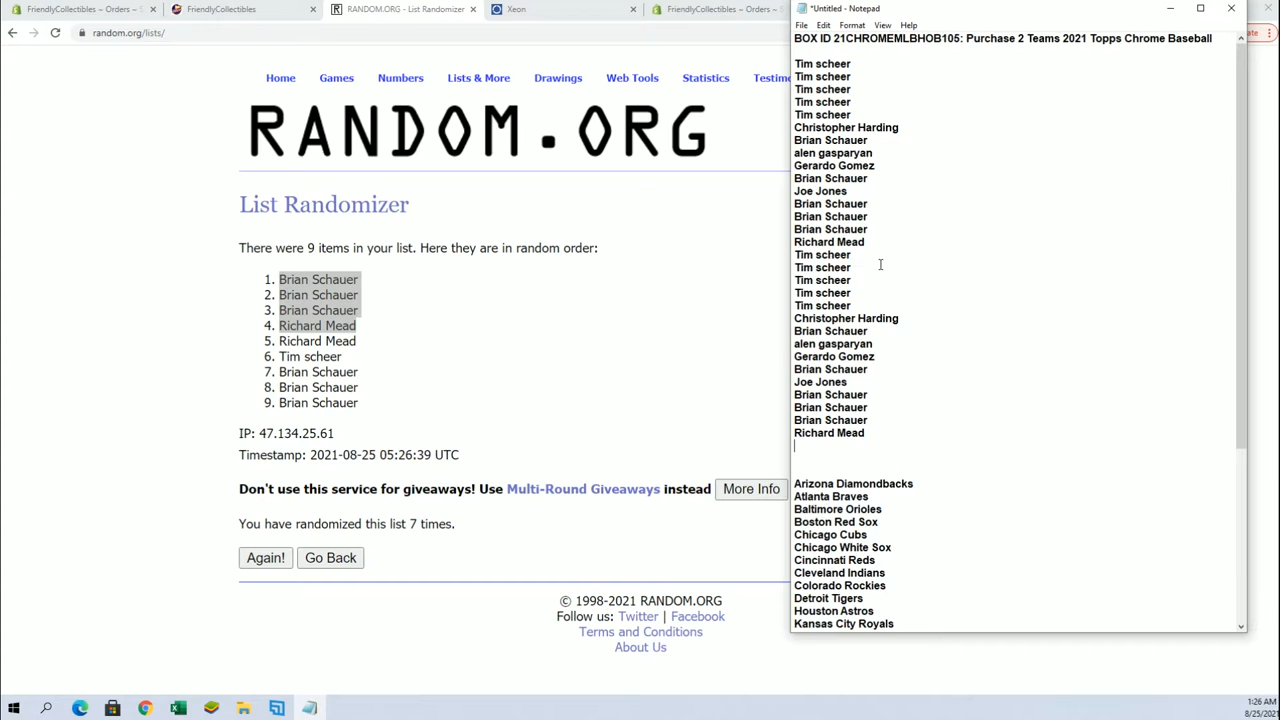 FriendlyCollectibles – Orders – S
FriendlyCollectibles
RANDOM.ORG - List Randomizer
Xeon
FriendlyCollectibles – Orders – S
random.org/lists/
Home
Games
Numbers
Lists & More
Drawings
Web Tools
Statistics
Testimo
RANDOM.ORG
List Randomizer
There were 9 items in your list. Here they are in random order:
1. Brian Schauer
2. Brian Schauer
3. Brian Schauer
4. Richard Mead
5. Richard Mead
6. Tim scheer
7. Brian Schauer
8. Brian Schauer
9. Brian Schauer
IP: 47.134.25.61
Timestamp: 2021-08-25 05:26:39 UTC
Don't use this service for giveaways! Use Multi-Round Giveaways instead
More Info
You have randomized this list 7 times.
Again!
Go Back
© 1998-2021 RANDOM.ORG
Follow us: Twitter | Facebook
Terms and Conditions
About Us
*Untitled - Notepad
File
Edit
Format
View
Help
BOX ID 21CHROMEMLBHOB105: Purchase 2 Teams 2021 Topps Chrome Baseball
Tim scheer
Tim scheer
Tim scheer
Tim scheer
Tim scheer
Christopher Harding
Brian Schauer
alen gasparyan
Gerardo Gomez
Brian Schauer
Joe Jones
Brian Schauer
Brian Schauer
Brian Schauer
Richard Mead
Tim scheer
Tim scheer
Tim scheer
Tim scheer
Tim scheer
Christopher Harding
Brian Schauer
alen gasparyan
Gerardo Gomez
Brian Schauer
Joe Jones
Brian Schauer
Brian Schauer
Brian Schauer
Richard Mead
Arizona Diamondbacks
Atlanta Braves
Baltimore Orioles
Boston Red Sox
Chicago Cubs
Chicago White Sox
Cincinnati Reds
Cleveland Indians
Colorado Rockies
Detroit Tigers
Houston Astros
Kansas City Royals
ate
1:26 AM
8/25/2021